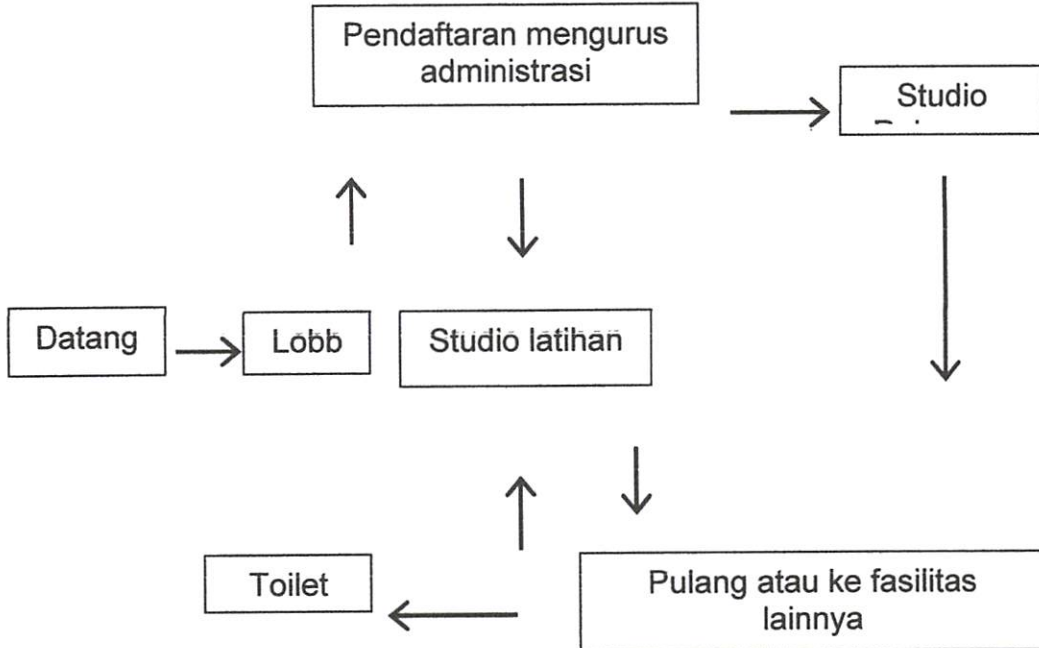 Pendaftaran mengurus
administrasi
Studio
Datang
Lobb
Studio latihan
Toilet
Pulang atau ke fasilitas
lainnya